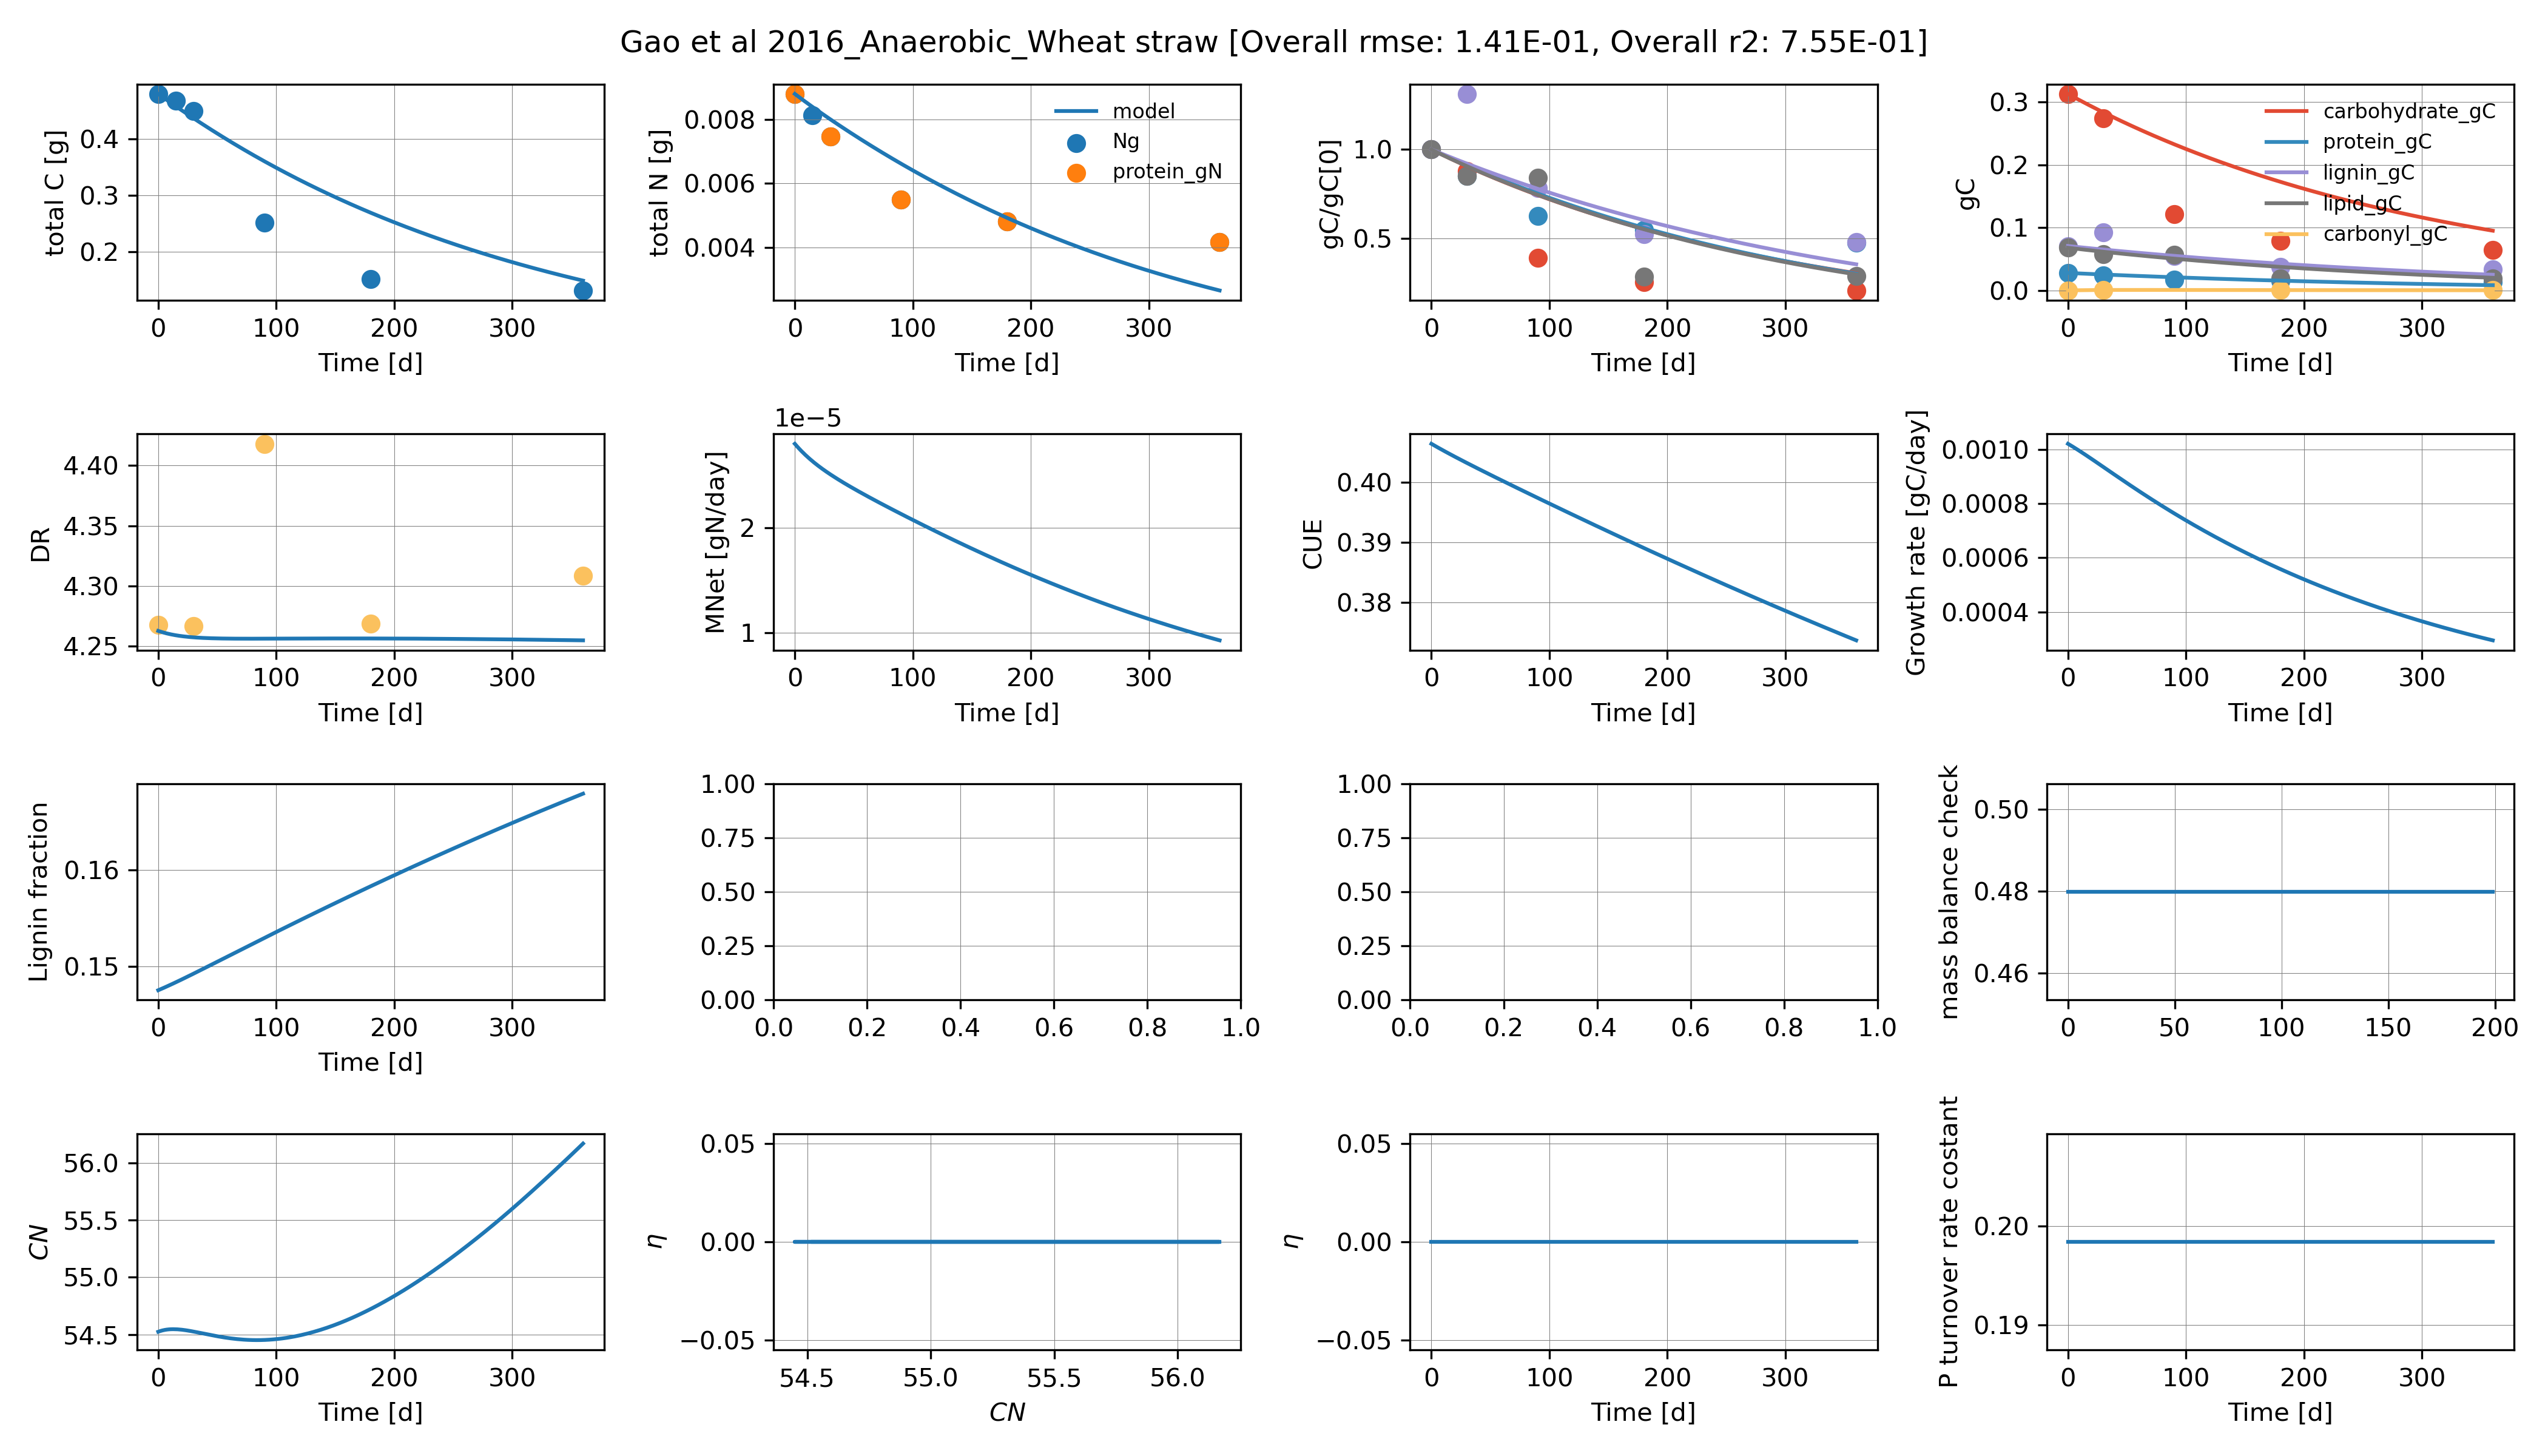 Gao et al 2016_Anaerobic_Wheat straw [Overall rmse: 1.41E-01, Overall r2: 7.55E-01]
total C [g]
0.4
0.3
0.2
0 100 200 300
Time [d]
total N [g]
0.008
0.006
0.004
model
Ng
protein_gN
0 100 200 300
Time [d]
gC/gC[0]
1.0
0.5
0 100 200 300
Time [d]
gC
0.3
0.2
0.1
0.0
carbohydrate_gC
protein_gC
lignin_gC
lipid_gC
carbonyl_gC
0 100 200 300
Time [d]
DR
4.40
4.35
4.30
4.25
0 100 200 300
Time [d]
1e−5
MNet [gN/day]
2
1
0 100 200 300
Time [d]
CUE
0.40
0.39
0.38
0 100 200 300
Time [d]
Growth rate [gC/day]
0.0010
0.0008
0.0006
0.0004
0 100 200 300
Time [d]
Lignin fraction
0.16
0.15
0 100 200 300
Time [d]
1.00
0.75
0.50
0.25
0.00
0.0 0.2 0.4 0.6 0.8 1.0
1.00
0.75
0.50
0.25
0.00
0.0 0.2 0.4 0.6 0.8 1.0
mass balance check
0.50
0.48
0.46
0 50 100 150 200
CN
56.0
55.5
55.0
54.5
0 100 200 300
Time [d]
η
0.05
0.00
−0.05
54.5 55.0 55.5 56.0
CN
η
0.05
0.00
−0.05
0 100 200 300
Time [d]
P turnover rate costant
0.20
0.19
0 100 200 300
Time [d]